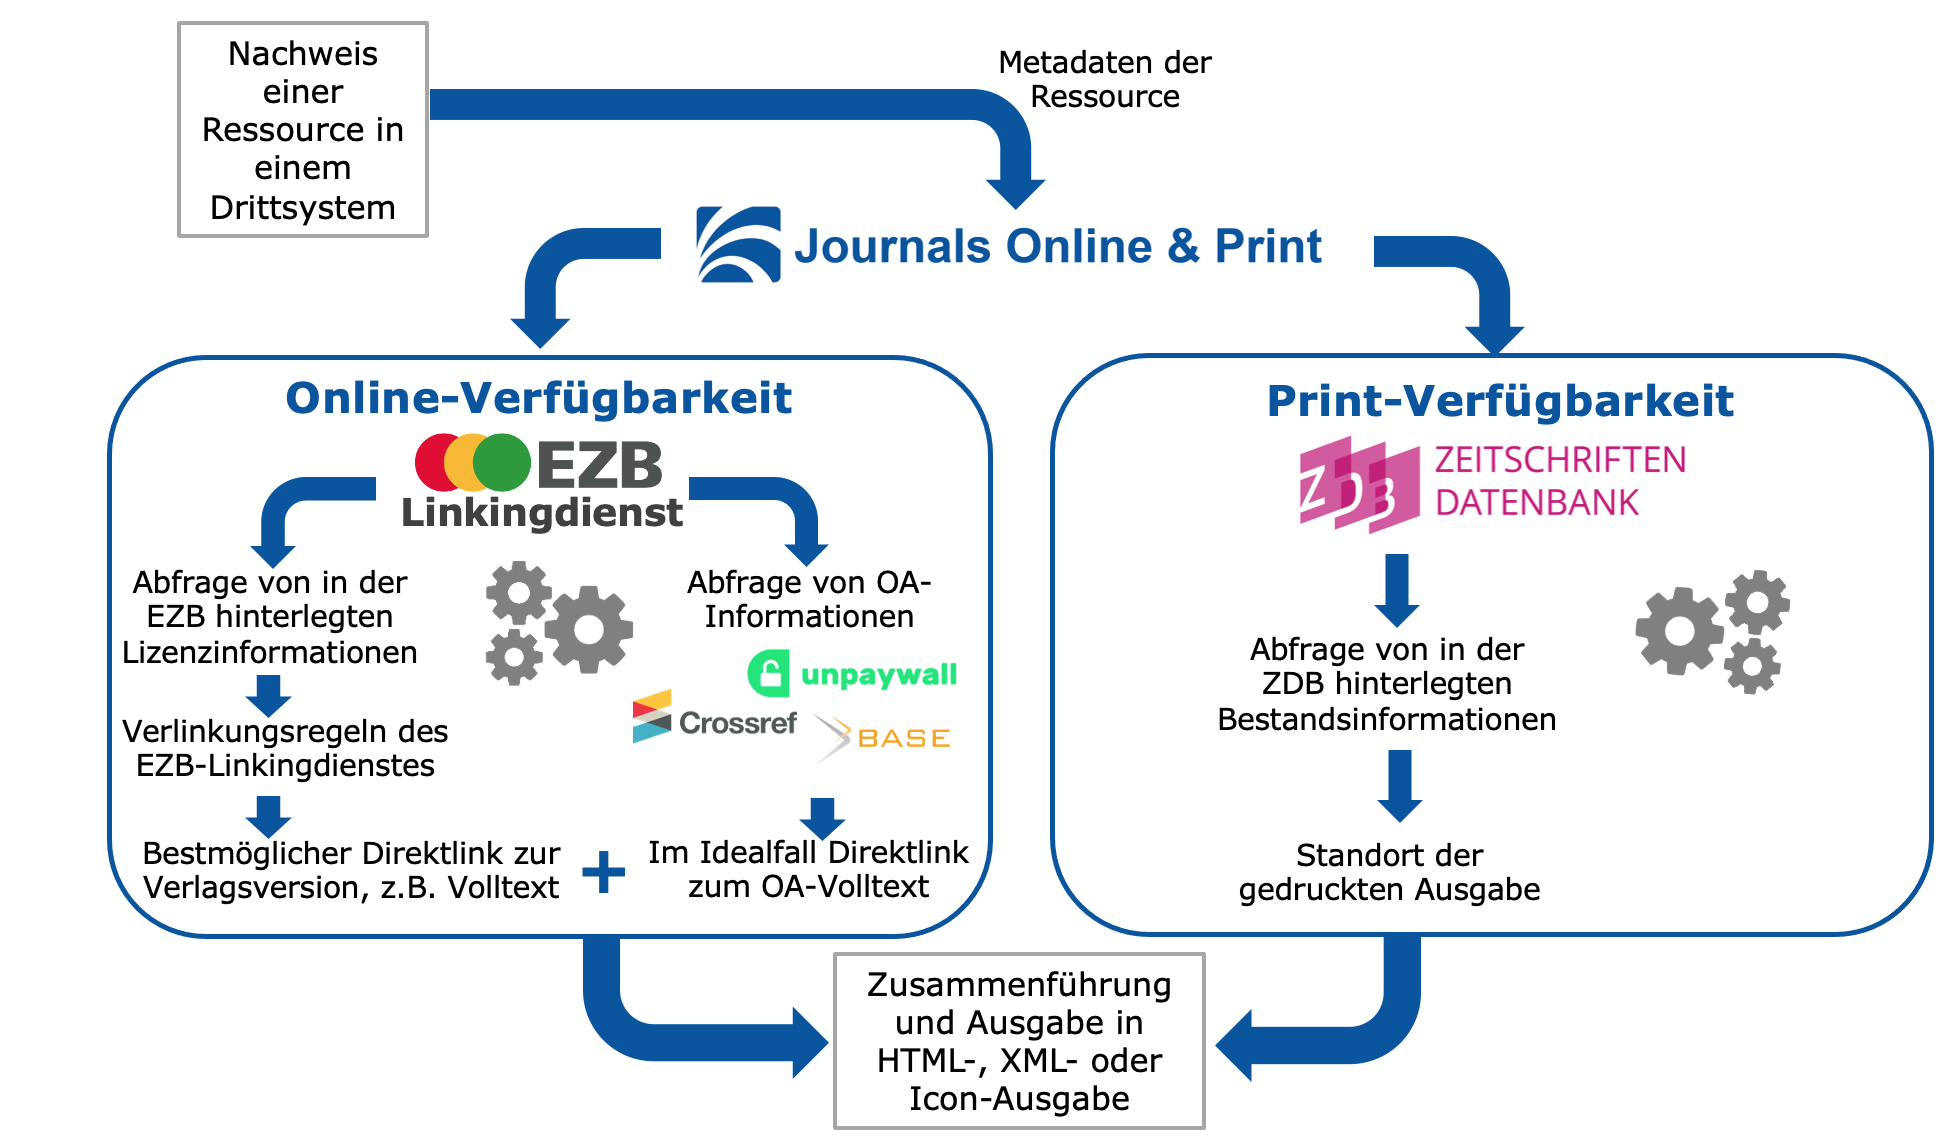 Nachweis
einer
Ressource in
einem
Drittsystem
Metadaten der
Ressource
Journals Online & Print
Online-Verfügbarkeit
EZB
Linkingdienst
Abfrage von in der
EZB hinterlegten
Lizenzinformationen
Verlinkungsregeln des
EZB-Linkingdienstes
Bestmöglicher Direktlink zur
Verlagsversion, z.B. Volltext
+
Abfrage von OA-
Informationen
unpaywall
Crossref
BASE
Im Idealfall Direktlink
zum OA-Volltext
Print-Verfügbarkeit
ZDB
ZEITSCHRIFTEN
DATENBANK
Abfrage von in der
ZDB hinterlegten
Bestandsinformationen
Standort der
gedruckten Ausgabe
Zusammenführung
und Ausgabe in
HTML-, XML- oder
Icon-Ausgabe